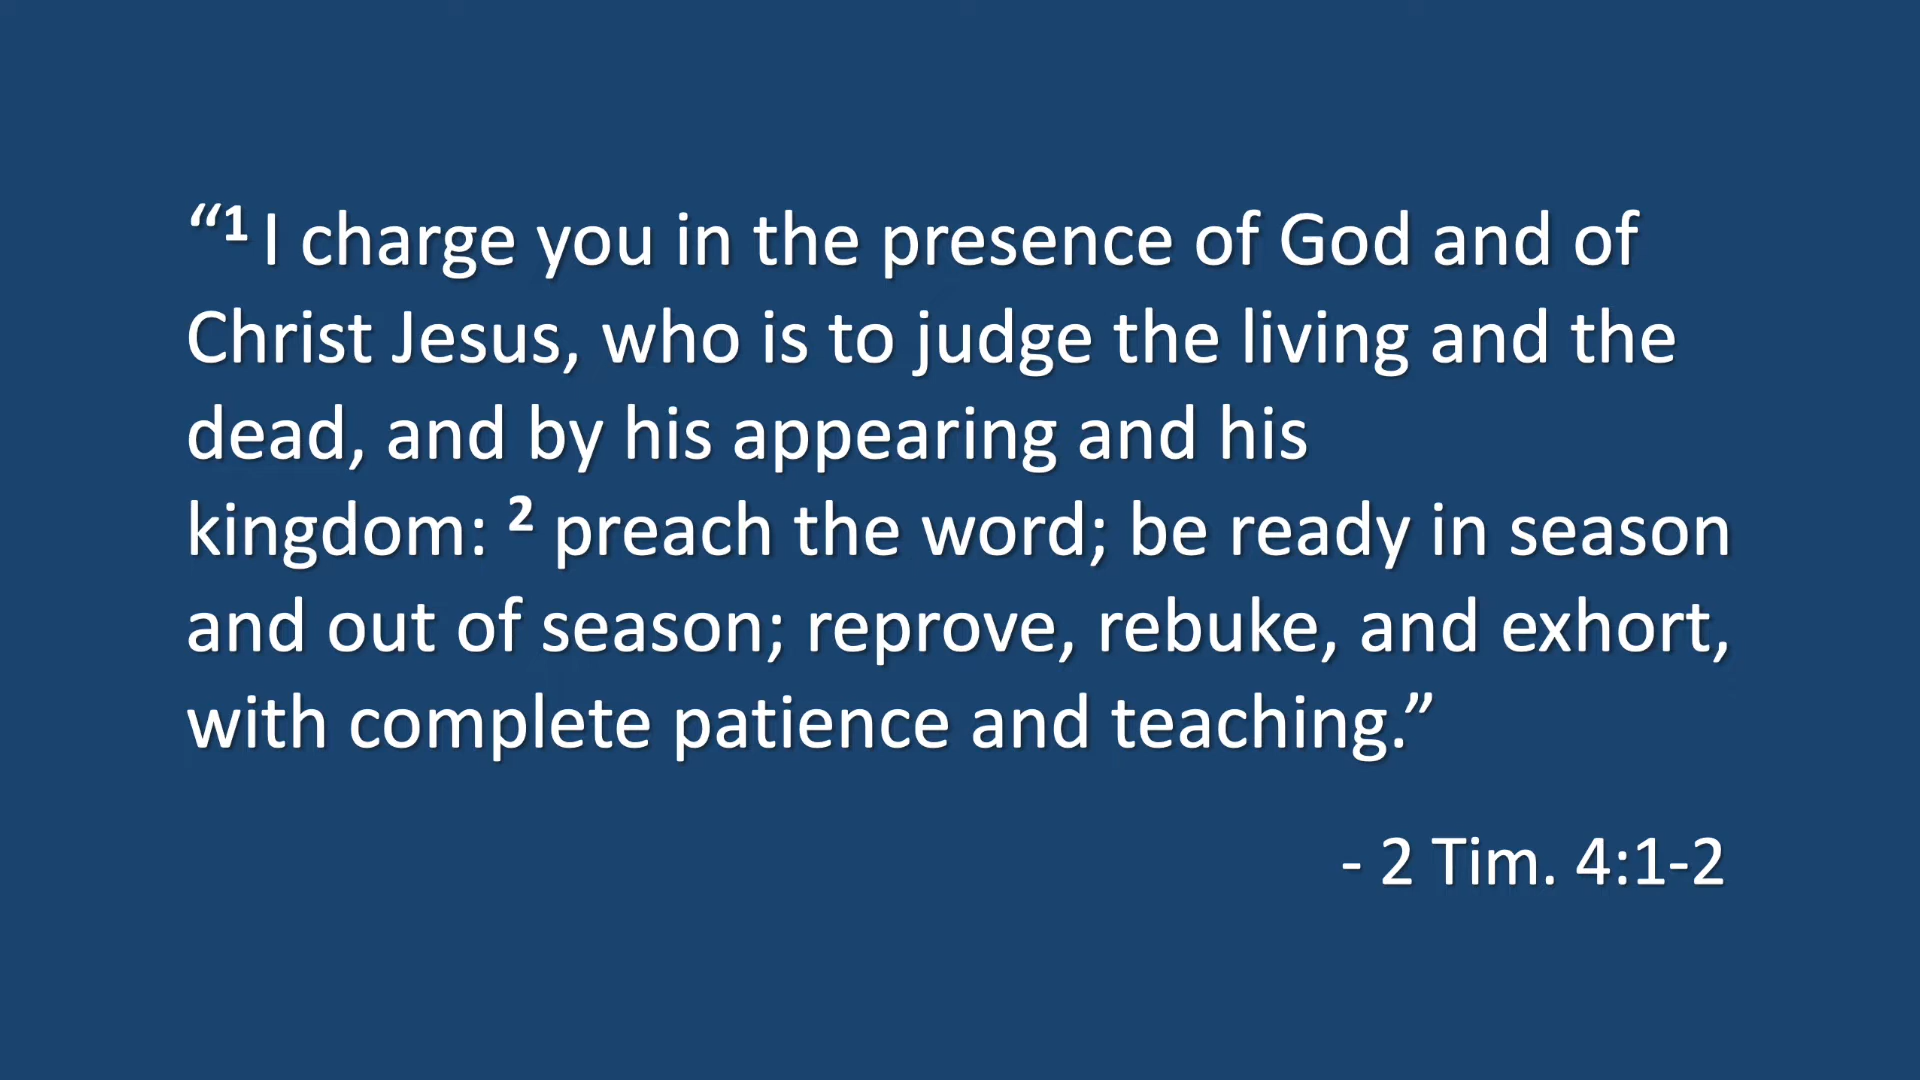 “¹ I charge you in the presence of God and of
Christ Jesus, who is to judge the living and the
dead, and by his appearing and his
kingdom: ² preach the word; be ready in season
and out of season; reprove, rebuke, and exhort,
with complete patience and teaching.”
- 2 Tim. 4:1-2